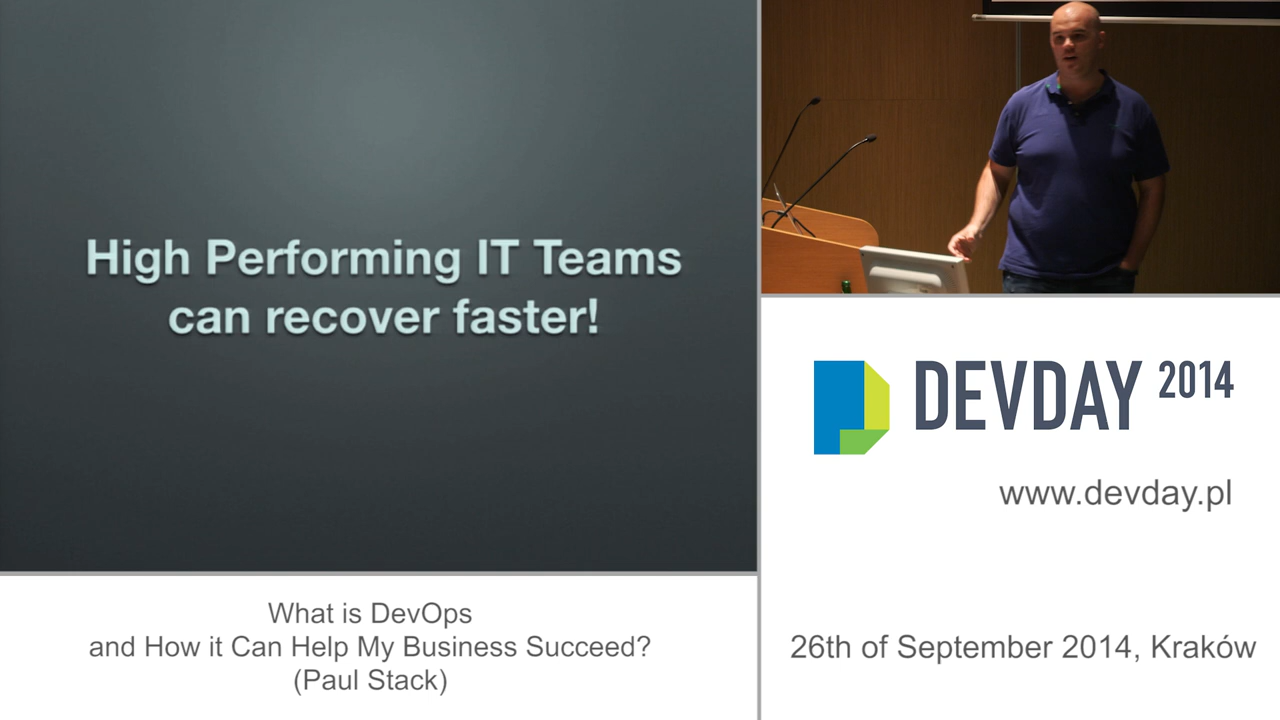 High Performing IT Teams
can recover faster!
What is DevOps
and How it Can Help My Business Succeed?
(Paul Stack)
DEVDAY 2014
www.devday.pl
26th of September 2014, Kraków